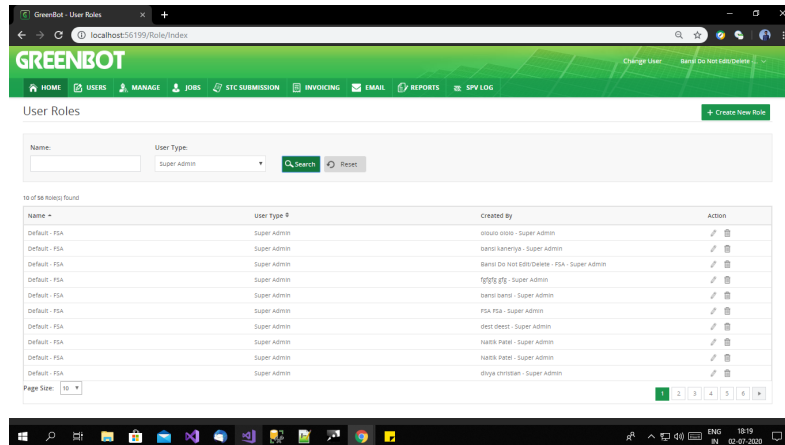 GreenBot - User Roles
localhost:56199/Role/Index
GREENBOT
Change User Bansi Do Not Edit/Delete
HOME USERS MANAGE JOBS STC SUBMISSION INVOICING EMAIL REPORTS SPV LOG
User Roles
+ Create New Role
Name: User Type:
Super Admin Search Reset
10 of 56 Role(s) found
Name User Type Created By Action
Default - FSA Super Admin - Super Admin
Default - FSA Super Admin bansi kaneriya - Super Admin
Default - FSA Super Admin Bansi Do Not Edit/Delete - FSA - Super Admin
Default - FSA Super Admin fgfgfg gfg - Super Admin
Default - FSA Super Admin bansi bansi - Super Admin
Default - FSA Super Admin FSA FSA - Super Admin
Default - FSA Super Admin dest deest - Super Admin
Default - FSA Super Admin Naitik Patel - Super Admin
Default - FSA Super Admin Naitik Patel - Super Admin
Default - FSA Super Admin divya christian - Super Admin
Page Size: 10
1 2 3 4 5 6
ENG 18:19
IN 02-07-2020